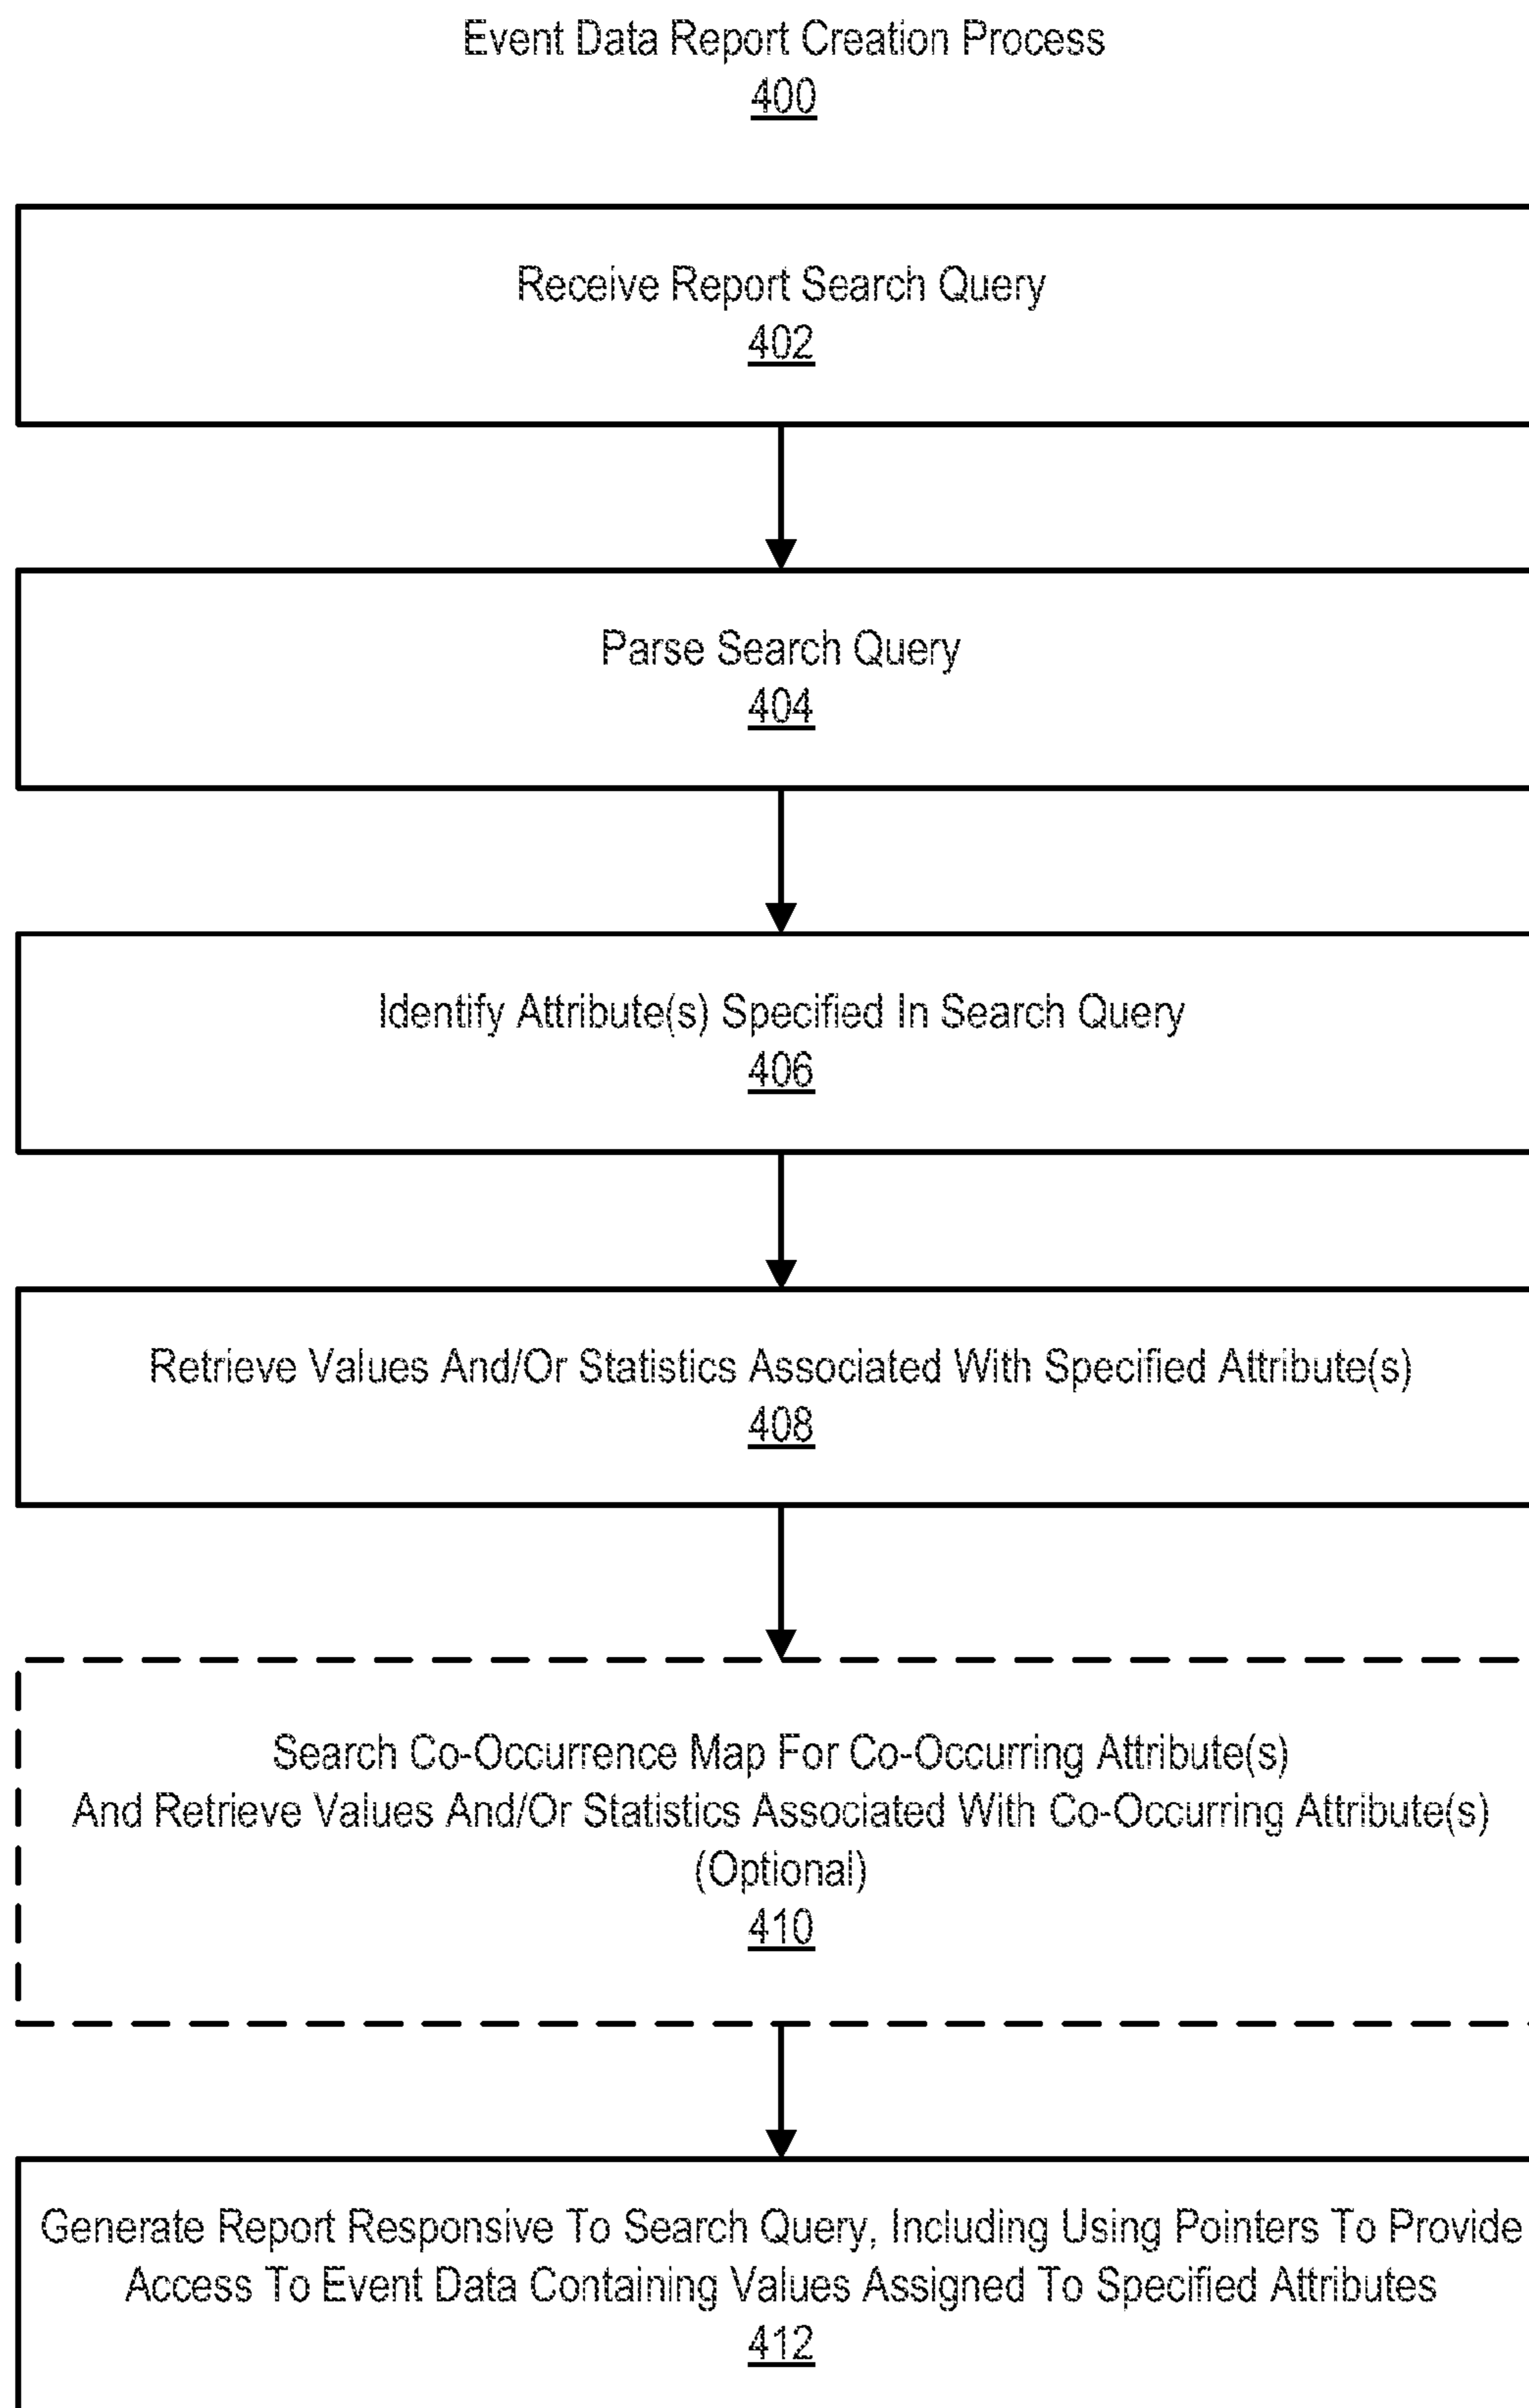 Event Data Report Creation Process
400
Receive Report Search Query
402
Parse Search Query
404
Identify Attribute(s) Specified In Search Query
406
Retrieve Values And/Or Statistics Associated With Specified Attribute(s)
408
Search Co-Occurrence Map For Co-Occurring Attribute(s)
And Retrieve Values And/Or Statistics Associated With Co-Occurring Attribute(s)
(Optional)
410
Generate Report Responsive To Search Query, Including Using Pointers To Provide
Access To Event Data Containing Values Assigned To Specified Attributes
412